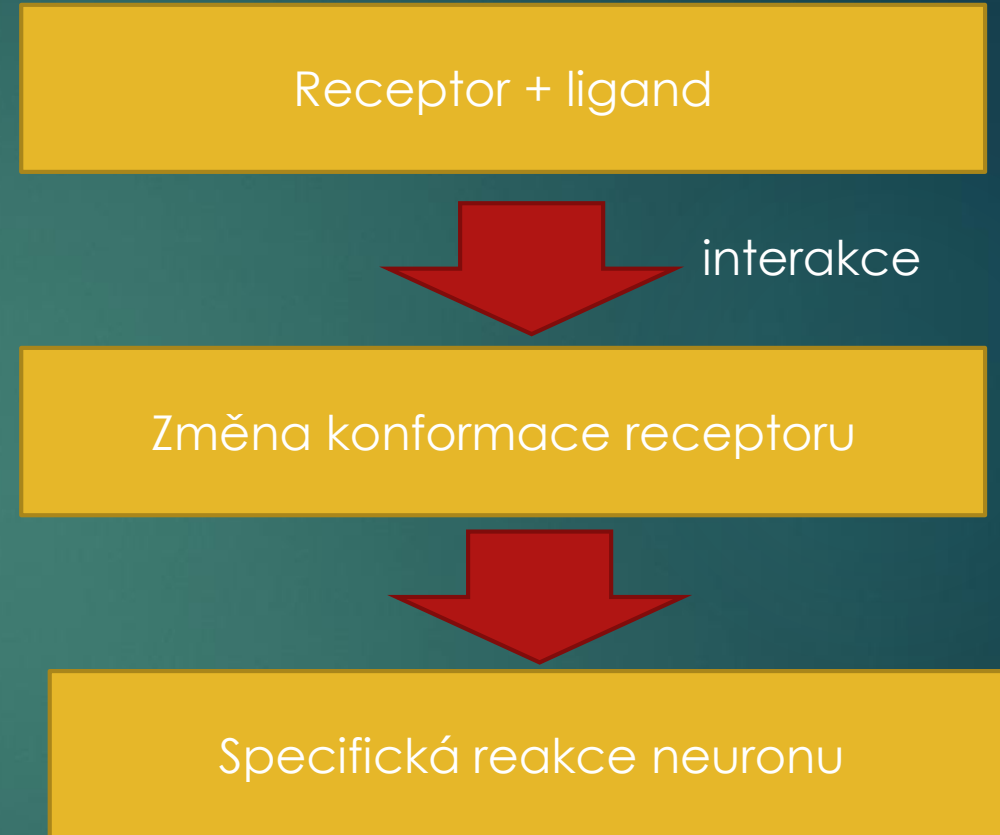 Receptor + ligand
interakce
Změna konformace receptoru
Specifická reakce neuronu